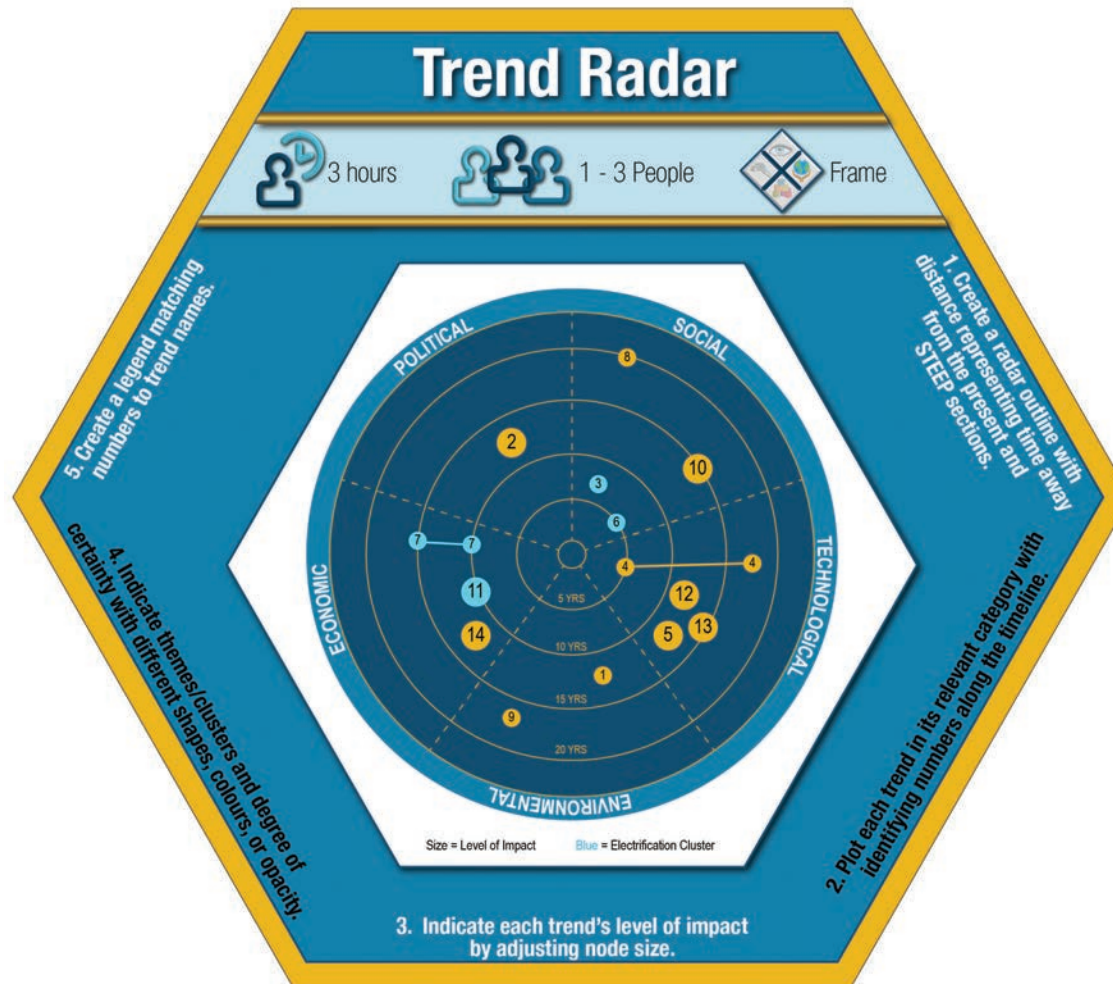 Trend Radar
3 hours
1 - 3 People
Frame
1. Create a radar outline with
distance representing time away
from the present and
STEEP sections.
2. Plot each trend in its relevant category with
identifying numbers along the timeline.
3. Indicate each trend's level of impact
by adjusting node size.
4. Indicate themes/clusters and degree of
certainty with different shapes, colours, or opacity.
5. Create a legend matching
numbers to trend names.
POLITICAL
SOCIAL
TECHNOLOGICAL
ENVIRONMENTAL
ECONOMIC
8
2
10
3
6
7
7
4
4
11
12
14
5
13
1
9
5 YRS
10 YRS
15 YRS
20 YRS
Size = Level of Impact
Blue = Electrification Cluster